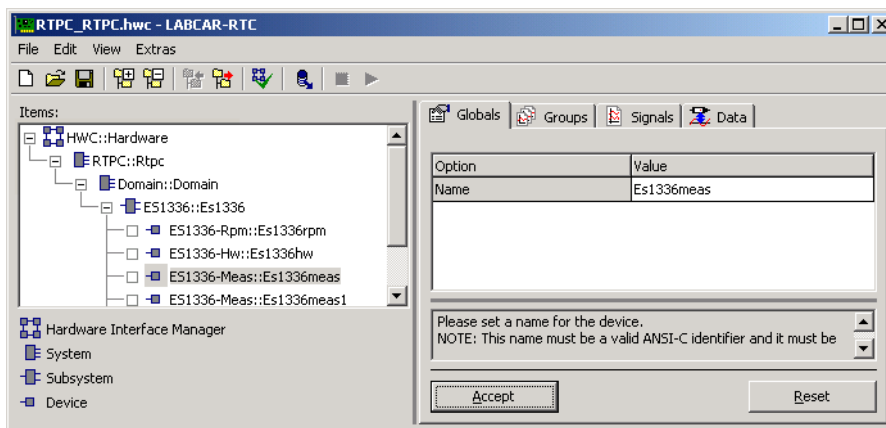 RTPC_RTPC.hwc - LABCAR-RTC
File Edit View Extras
Items:
HWC::Hardware
RTPC::Rtpc
Domain::Domain
ES1336::Es1336
ES1336-Rpm::Es1336rpm
ES1336-Hw::Es1336hw
ES1336-Meas::Es1336meas
ES1336-Meas::Es1336meas1
Hardware Interface Manager
System
Subsystem
Device
Globals Groups Signals Data
Option Value
Name Es1336meas
Please set a name for the device.
NOTE: This name must be a valid ANSI-C identifier and it must be
Accept Reset